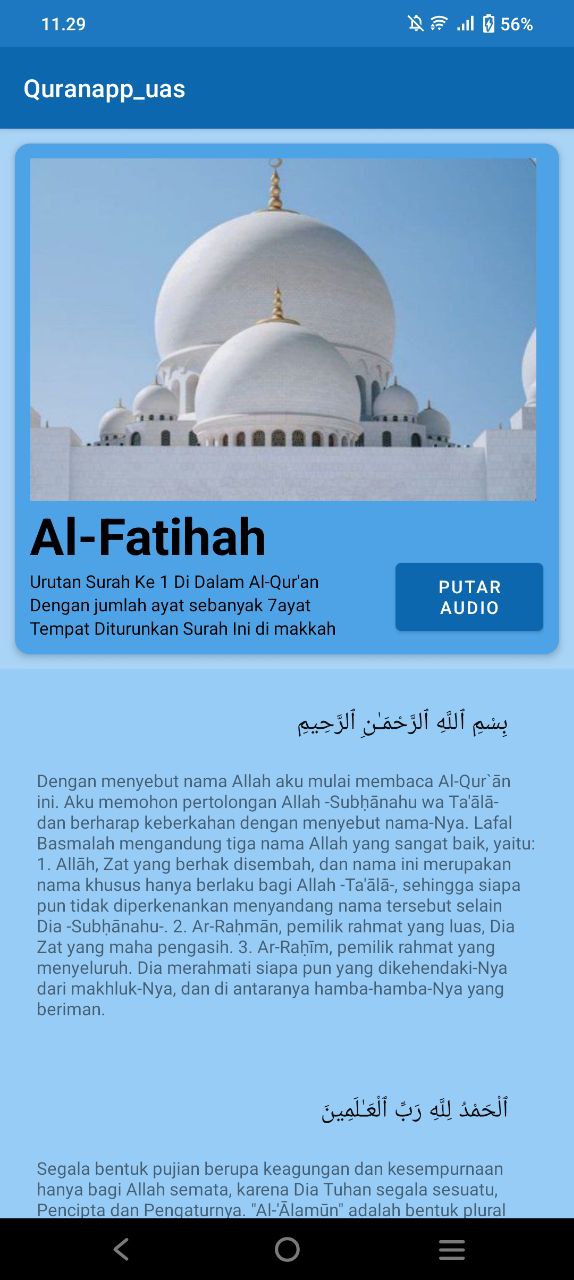 11.29
56%
Quranapp_uas
Al-Fatihah
Urutan Surah Ke 1 Di Dalam Al-Qur'an
Dengan jumlah ayat sebanyak 7ayat
Tempat Diturunkan Surah Ini di makkah
PUTAR
AUDIO
بِسْمِ ٱللَّهِ ٱلرَّحْمَـٰنِ ٱلرَّحِيمِ
Dengan menyebut nama Allah aku mulai membaca Al-Qur`ān
ini. Aku memohon pertolongan Allah -Subḥānahu wa Ta'ālā-
dan berharap keberkahan dengan menyebut nama-Nya. Lafal
Basmalah mengandung tiga nama Allah yang sangat baik, yaitu:
1. Allāh, Zat yang berhak disembah, dan nama ini merupakan
nama khusus hanya berlaku bagi Allah -Ta'ālā-, sehingga siapa
pun tidak diperkenankan menyandang nama tersebut selain
Dia -Subḥānahu-. 2. Ar-Raḥmān, pemilik rahmat yang luas, Dia
Zat yang maha pengasih. 3. Ar-Raḥīm, pemilik rahmat yang
menyeluruh. Dia merahmati siapa pun yang dikehendaki-Nya
dari makhluk-Nya, dan di antaranya hamba-hamba-Nya yang
beriman.
ٱلْحَمْدُ لِلَّهِ رَبِّ ٱلْعَـٰلَمِينَ
Segala bentuk pujian berupa keagungan dan kesempurnaan
hanya bagi Allah semata, karena Dia Tuhan segala sesuatu,
Pencipta dan Pengaturnya. "Al-'Ālamūn" adalah bentuk plural